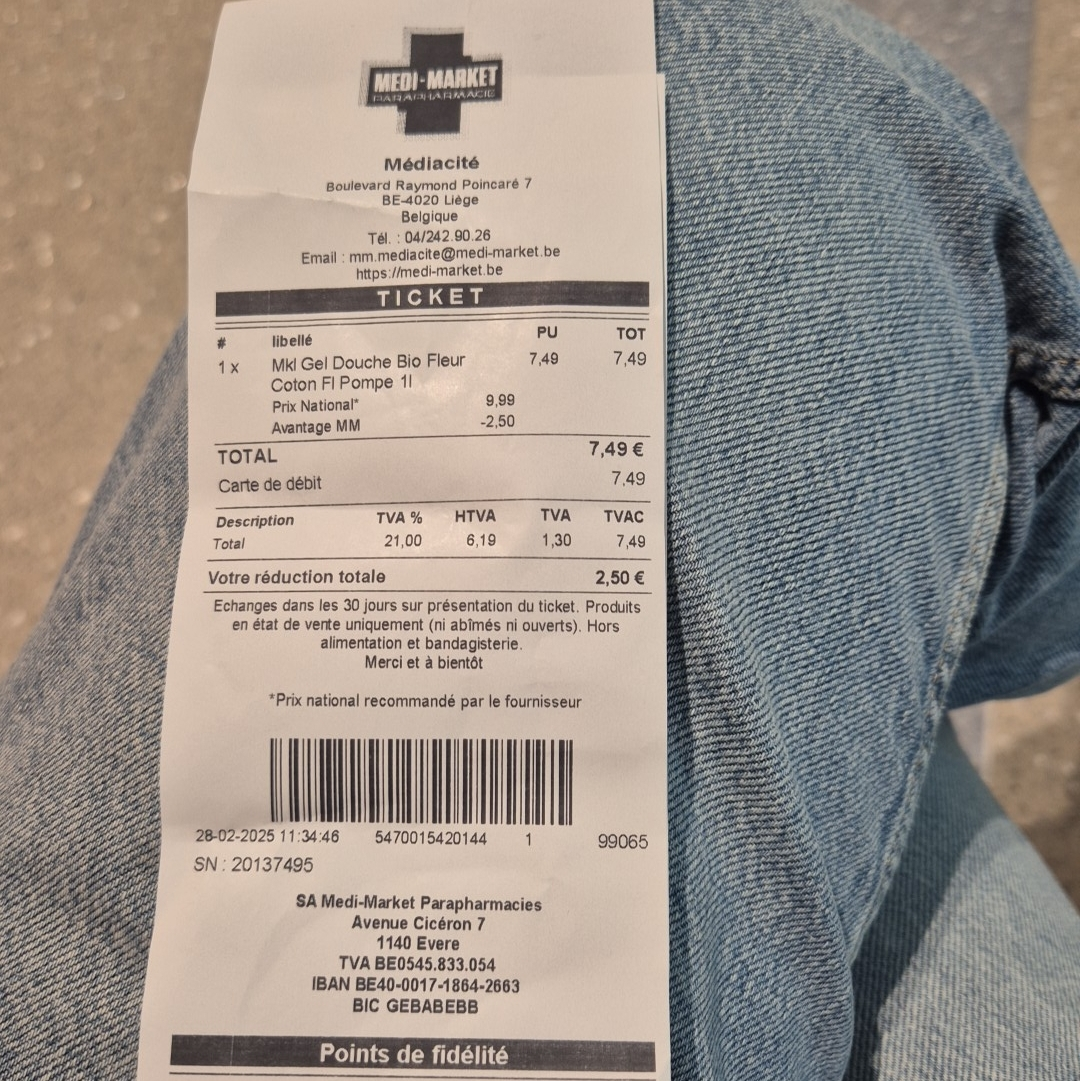 MEDI-MARKET
PARAPHARMACIE
Médiacité
Boulevard Raymond Poincaré 7
BE-4020 Liège
Belgique
Tél. : 04/242.90.26
Email : mm.mediacite@medi-market.be
https://medi-market.be
TICKET
# libellé PU TOT
1 x Mkl Gel Douche Bio Fleur 7,49 7,49
Coton Fl Pompe 1l
Prix National* 9,99
Avantage MM -2,50
TOTAL 7,49 €
Carte de débit 7,49
Description TVA % HTVA TVA TVAC
Total 21,00 6,19 1,30 7,49
Votre réduction totale 2,50 €
Echanges dans les 30 jours sur présentation du ticket. Produits
en état de vente uniquement (ni abîmés ni ouverts). Hors
alimentation et bandagisterie.
Merci et à bientôt
*Prix national recommandé par le fournisseur
28-02-2025 11:34:46 5470015420144 1 99065
SN : 20137495
SA Medi-Market Parapharmacies
Avenue Cicéron 7
1140 Evere
TVA BE0545.833.054
IBAN BE40-0017-1864-2663
BIC GEBABEBB
Points de fidélité